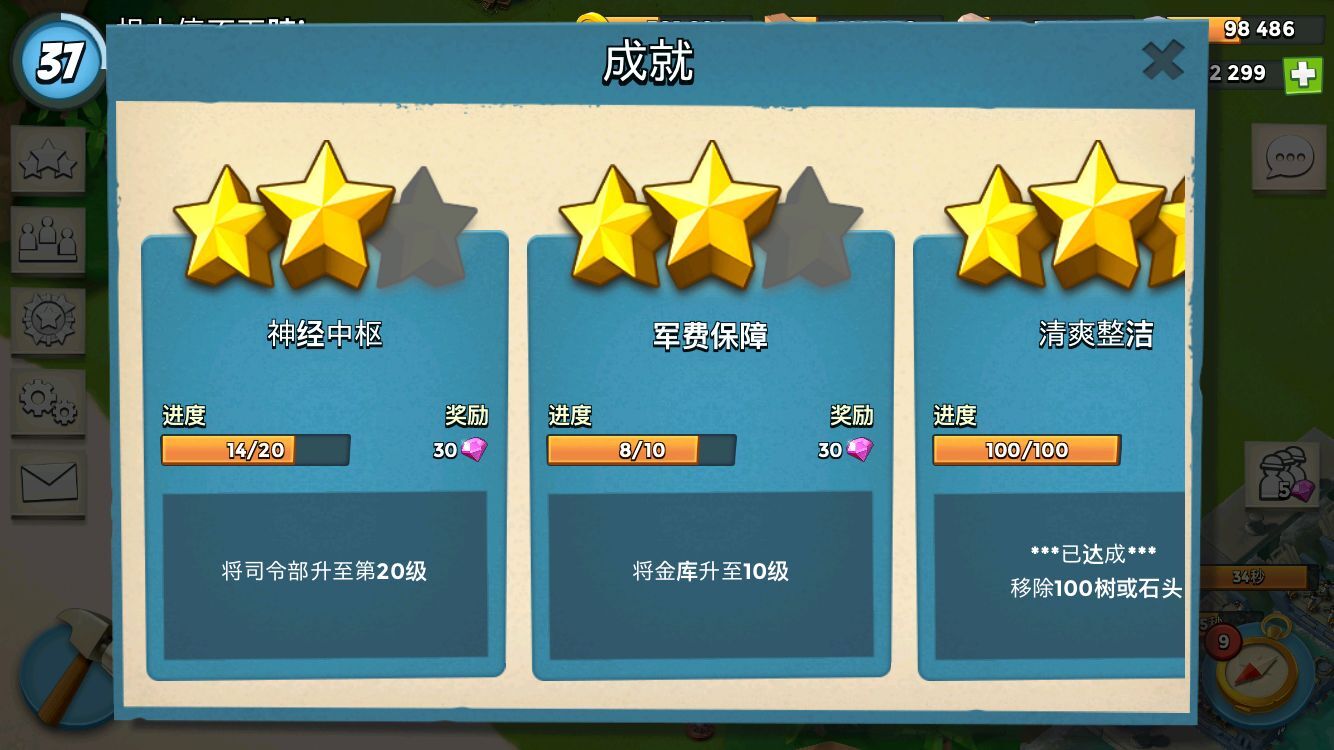 37
98 486
成就
2 299
神经中枢
军费保障
清爽整洁
进度
奖励
进度
奖励
进度
14/20
30
8/10
30
100/100
5
将司令部升至第20级
将金库升至10级
***已达成***
移除100树或石头
34秒
9